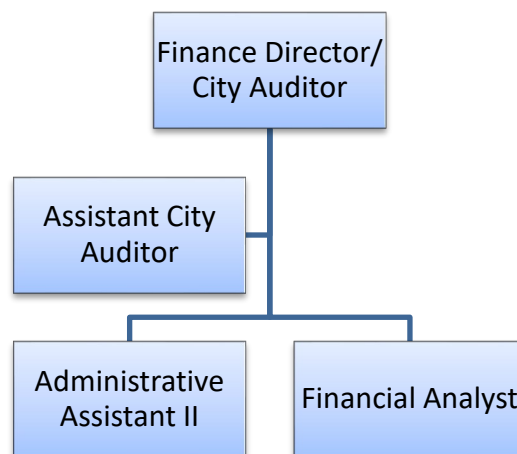 Finance Director/
City Auditor
Assistant City
Auditor
Administrative
Assistant II
Financial Analyst